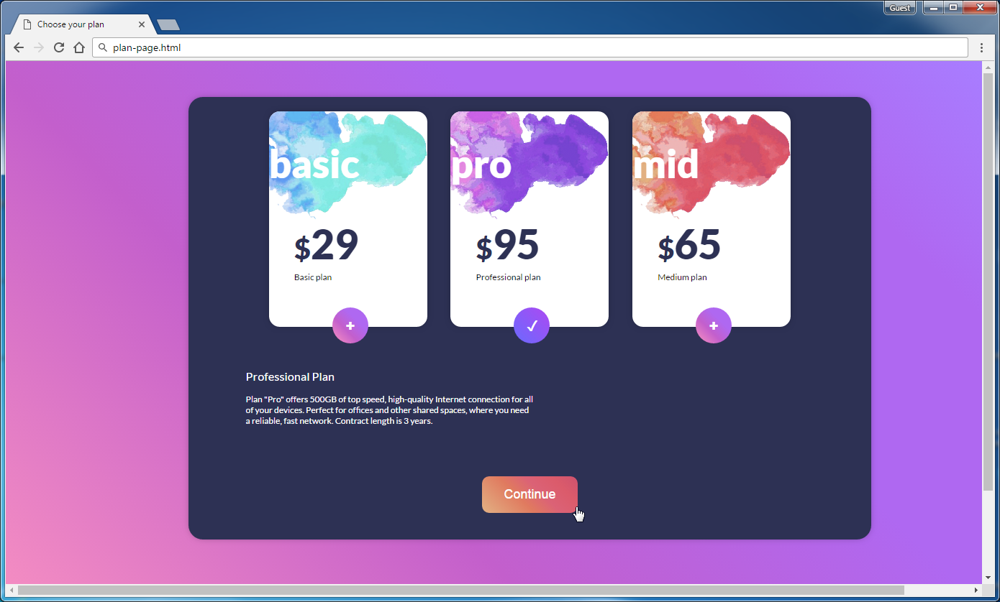 Guest
Choose your plan
plan-page.html
basic
pro
mid
$29
$95
$65
Basic plan
Professional plan
Medium plan
+
✓
+
Professional Plan
Plan "Pro" offers 500GB of top speed, high-quality Internet connection for all
of your devices. Perfect for offices and other shared spaces, where you need
a reliable, fast network. Contract length is 3 years.
Continue